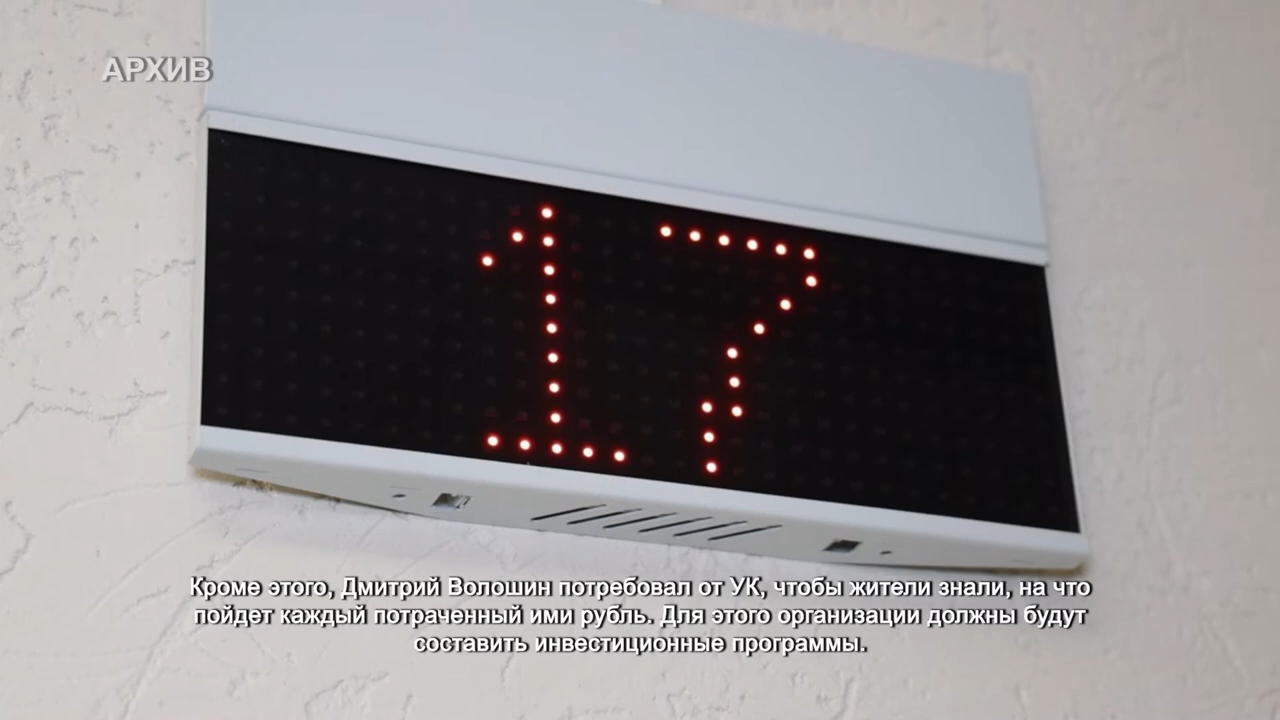 АРХИВ
17
Кроме этого, Дмитрий Волошин потребовал от УК, чтобы жители знали, на что
пойдет каждый потраченный ими рубль. Для этого организации должны будут
составить инвестиционные программы.